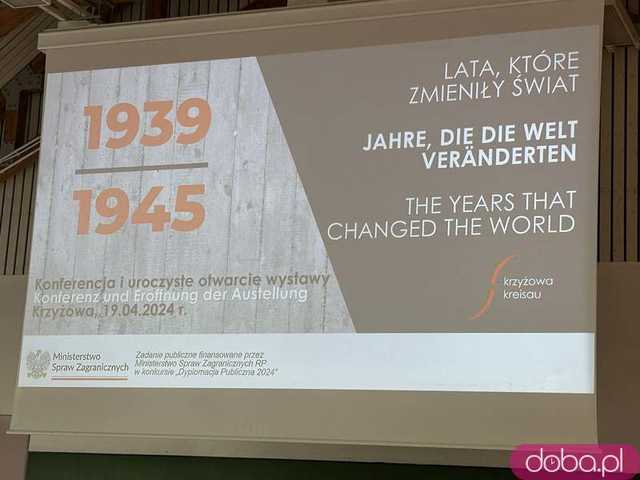 1939
1945
LATA, KTÓRE
ZMIENIŁY ŚWIAT
JAHRE, DIE DIE WELT
VERÄNDERTEN
THE YEARS THAT
CHANGED THE WORLD
Konferencja i uroczyste otwarcie wystawy
Konferenz und Eröffnung der Austellung
Krzyżowa, 19.04.2024 r.
krzyżowa
kreisau
Ministerstwo
Spraw Zagranicznych
Zadanie publiczne finansowane przez
Ministerstwo Spraw Zagranicznych RP
w konkursie „Dyplomacja Publiczna 2024"
doba.pl